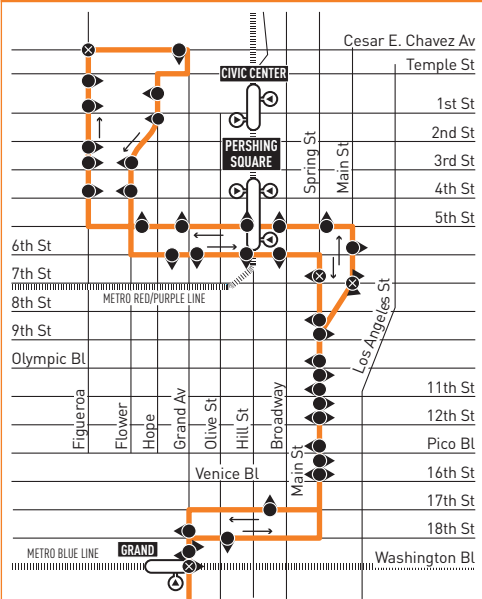 Cesar E. Chavez Av
Temple St
CIVIC CENTER
1st St
2nd St
PERSHING
SQUARE
3rd St
4th St
Spring St
Main St
5th St
6th St
7th St
METRO RED/PURPLE LINE
8th St
9th St
Los Angeles St
Olympic Bl
Figueroa
Flower
Hope
Grand Av
Olive St
Hill St
Broadway
Main St
11th St
12th St
Pico Bl
Venice Bl
16th St
17th St
18th St
METRO BLUE LINE
GRAND
Washington Bl